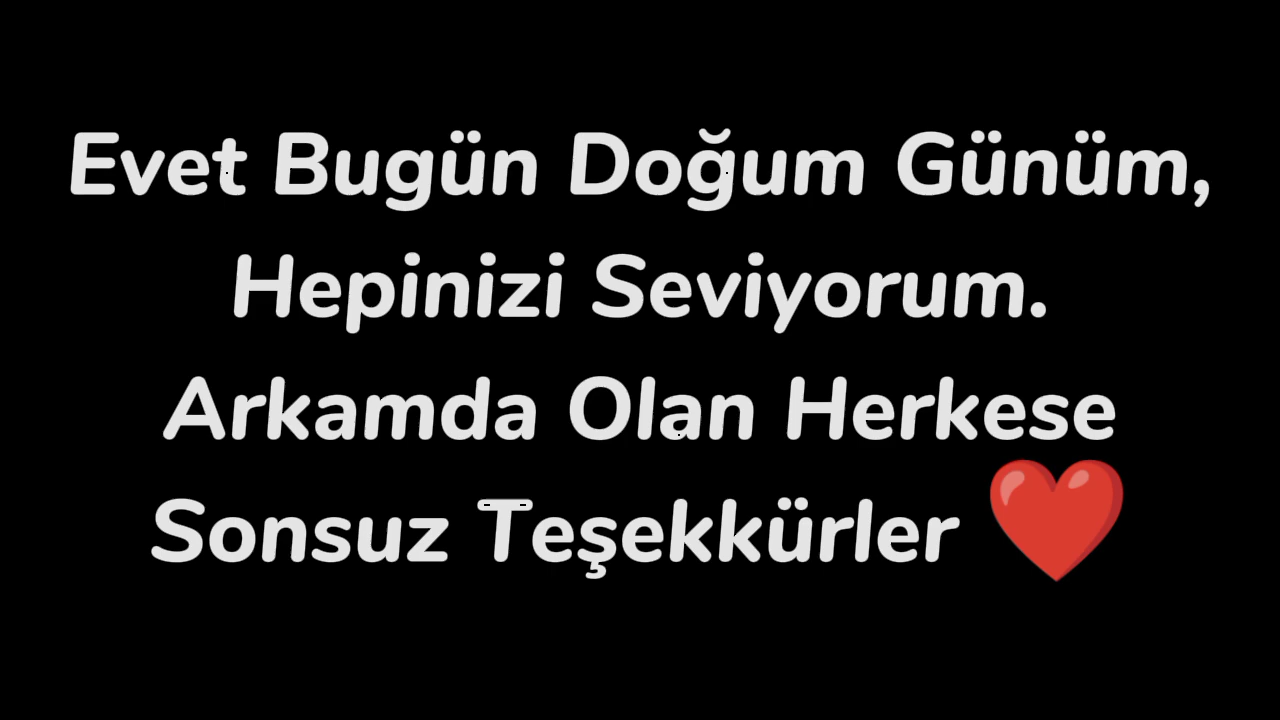 Evet Bugün Doğum Günüm,
Hepinizi Seviyorum.
Arkamda Olan Herkese
Sonsuz Teşekkürler ❤️